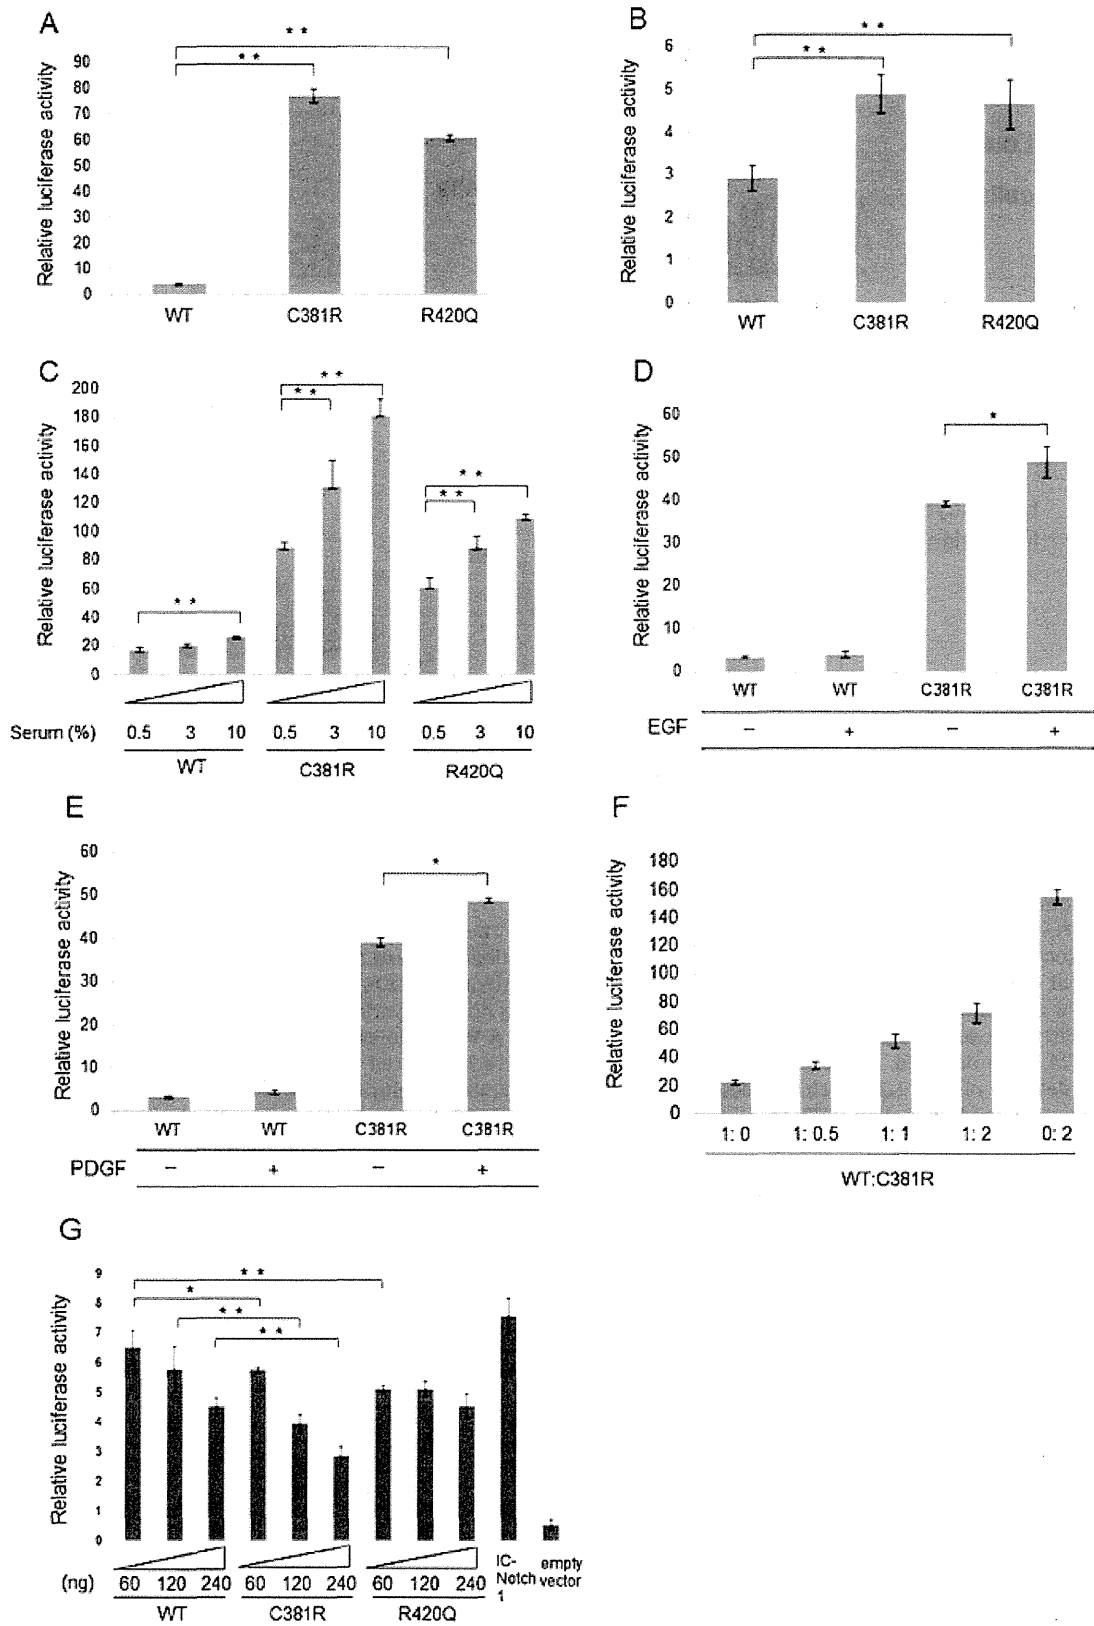 A
Relative luciferase activity
90
80
70
60
50
40
30
20
10
0
* *
* *
WT C381R R420Q
B
Relative luciferase activity
6
5
4
3
2
1
0
* *
* *
WT C381R R420Q
C
Relative luciferase activity
200
180
160
140
120
100
80
60
40
20
0
* *
* *
* *
* *
* *
Serum (%) 0.5 3 10 0.5 3 10 0.5 3 10
WT C381R R420Q
D
Relative luciferase activity
60
50
40
30
20
10
0
*
WT WT C381R C381R
EGF – + – +
E
Relative luciferase activity
60
50
40
30
20
10
0
*
WT WT C381R C381R
PDGF – + – +
F
Relative luciferase activity
180
160
140
120
100
80
60
40
20
0
1: 0 1: 0.5 1: 1 1: 2 0: 2
WT:C381R
G
Relative luciferase activity
9
8
7
6
5
4
3
2
1
0
* *
*
* *
* *
(ng) 60 120 240 60 120 240 60 120 240
WT C381R R420Q
IC-
Notch
1
empty
vector